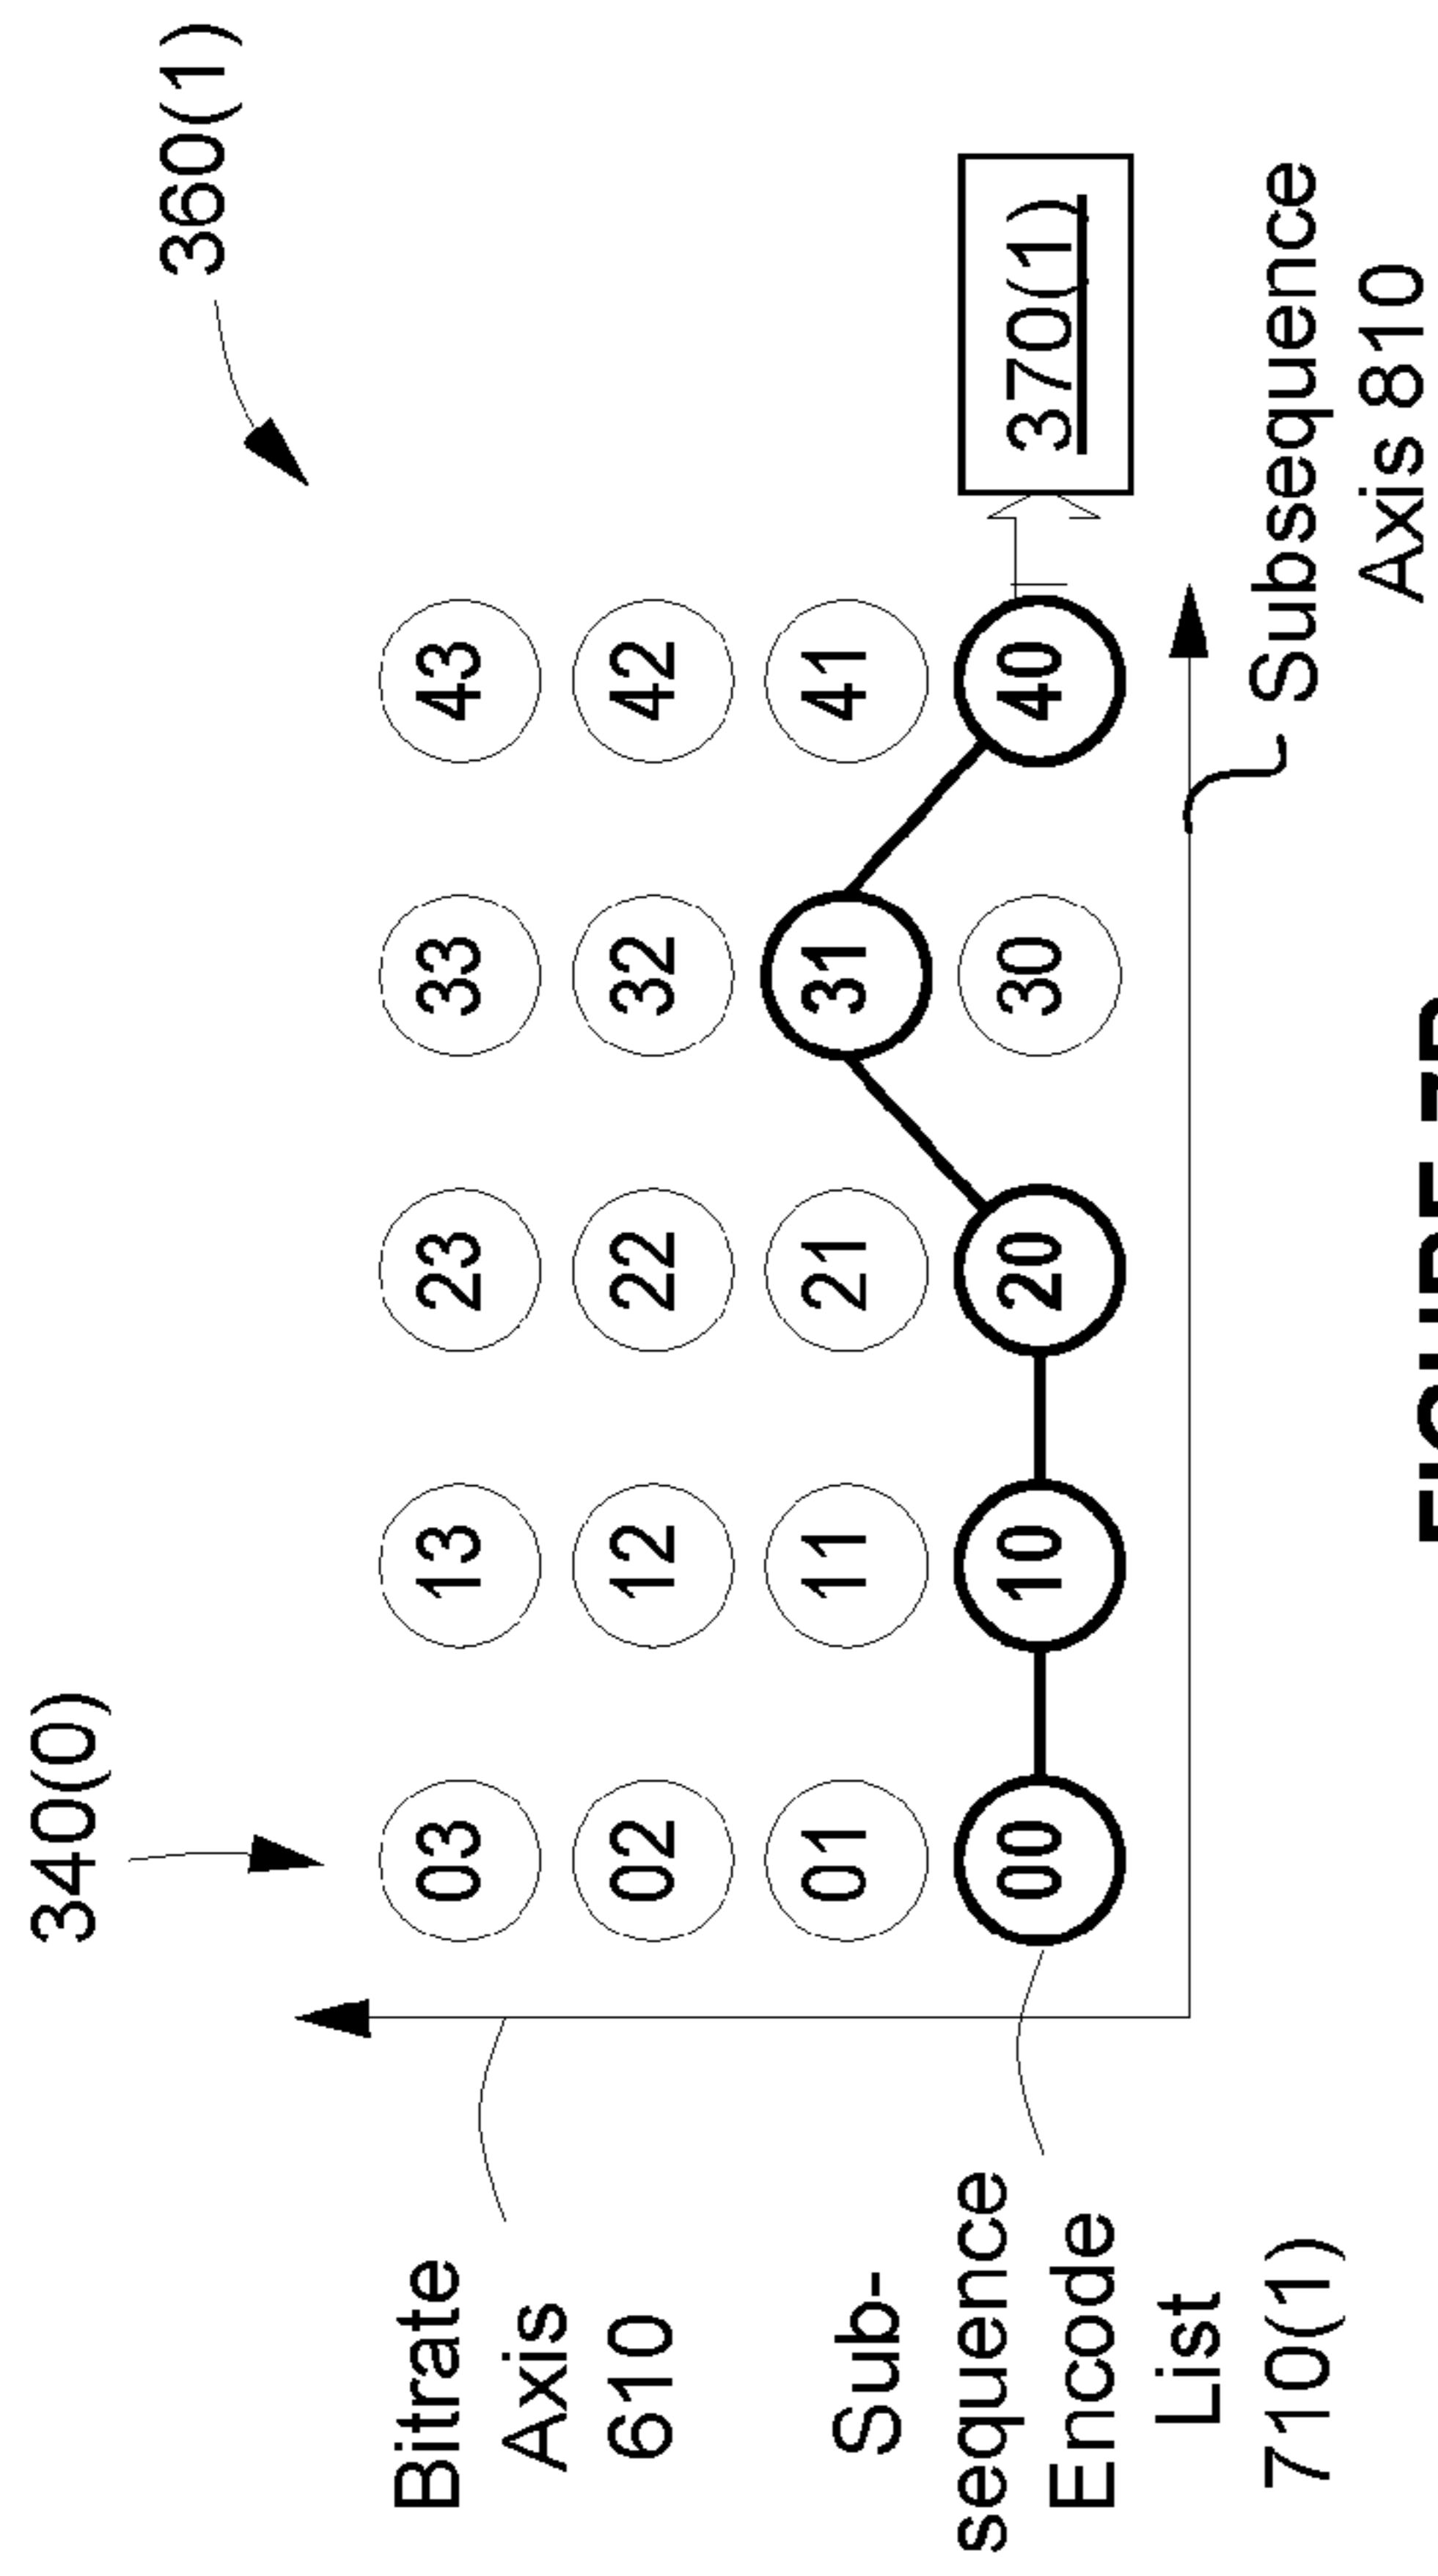 340(0)
360(1)
Bitrate
Axis
610
03 13 23 33 43
02 12 22 32 42
01 11 21 31 41
00 10 20 30 40
370(1)
Sub-
sequence
Encode
List
710(1)
Subsequence
Axis 810